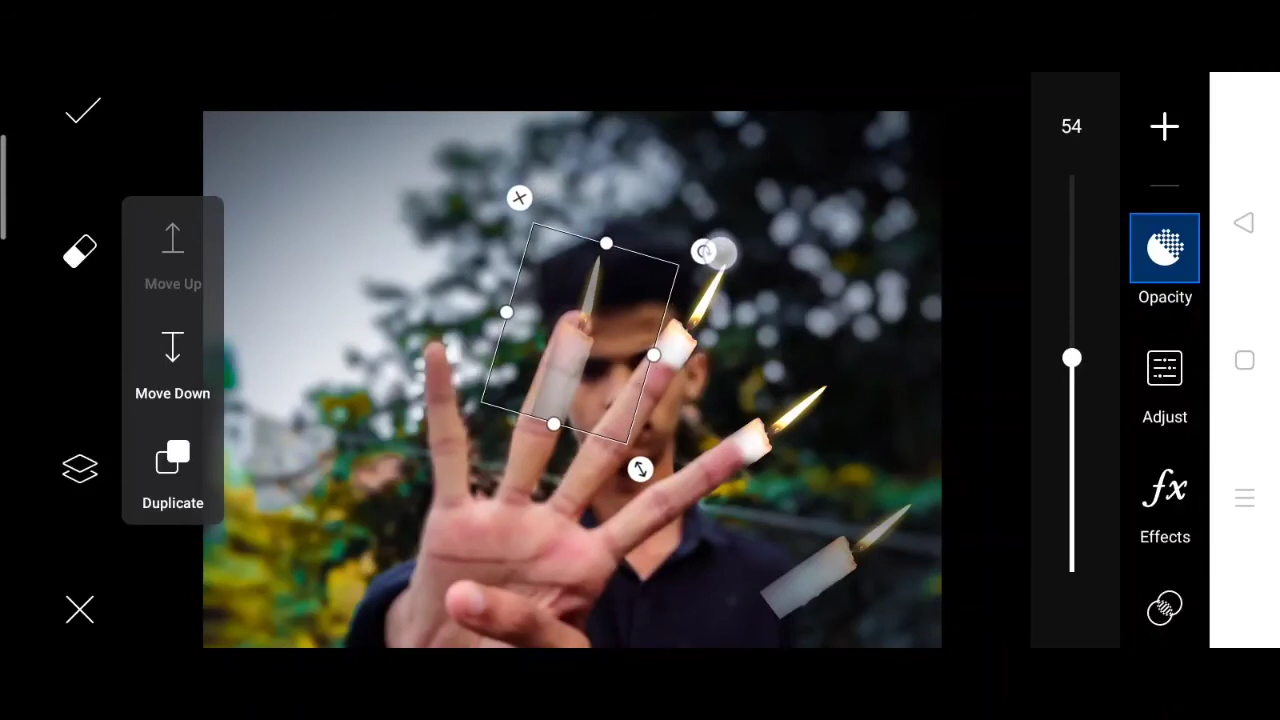 54
Opacity
Move Up
Adjust
Move Down
fx
Duplicate
Effects